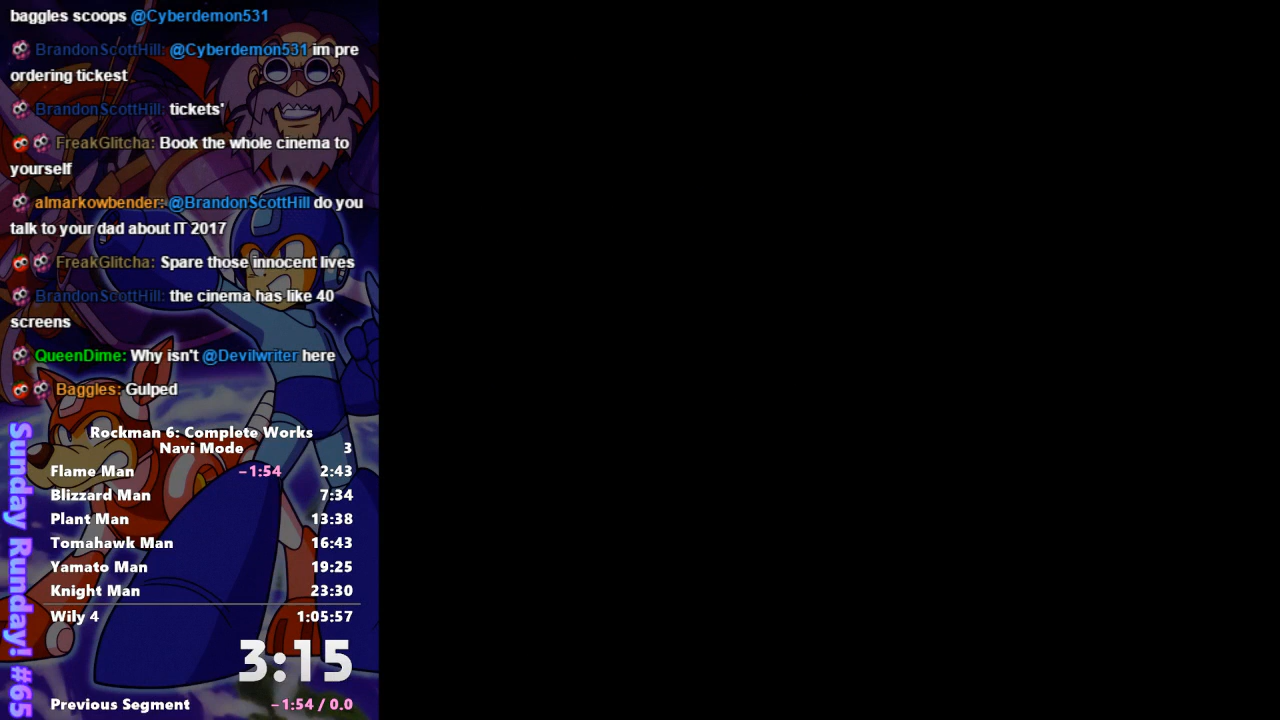 baggles scoops @Cyberdemon531
BrandonScottHill: @Cyberdemon531 im pre
ordering tickest
BrandonScottHill: tickets'
FreakGlitcha: Book the whole cinema to
yourself
almarkowbender: @BrandonScottHill do you
talk to your dad about IT 2017
FreakGlitcha: Spare those innocent lives
BrandonScottHill: the cinema has like 40
screens
QueenDime: Why isn't @Devilwriter here
Baggles: Gulped
Sunday Runday! #65
Rockman 6: Complete Works
Navi Mode 3
Flame Man −1:54 2:43
Blizzard Man 7:34
Plant Man 13:38
Tomahawk Man 16:43
Yamato Man 19:25
Knight Man 23:30
Wily 4 1:05:57
3:15
Previous Segment −1:54 / 0.0